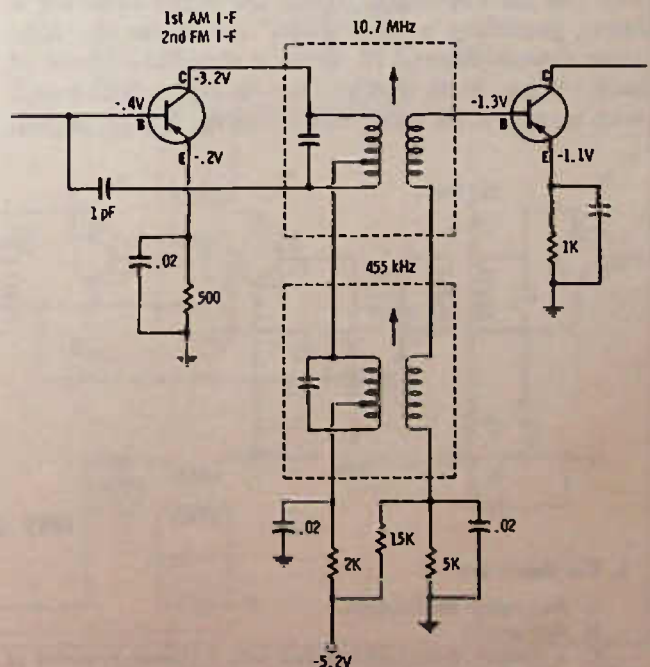 1st AM I-F
2nd FM I-F
10.7 MHz
C
-3.2V
C
-.4V
B
-1.3V
B
E
-.2V
E
-1.1V
1 pF
.02
500
1K
455 kHz
.02
2K
15K
5K
.02
-5.2V